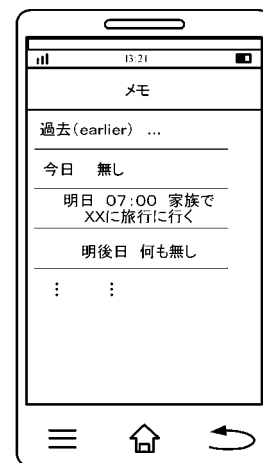 13:21
メモ
過去(earlier) …
今日 無し
明日 07:00 家族で
XXに旅行に行く
明後日 何も無し
⋮ ⋮